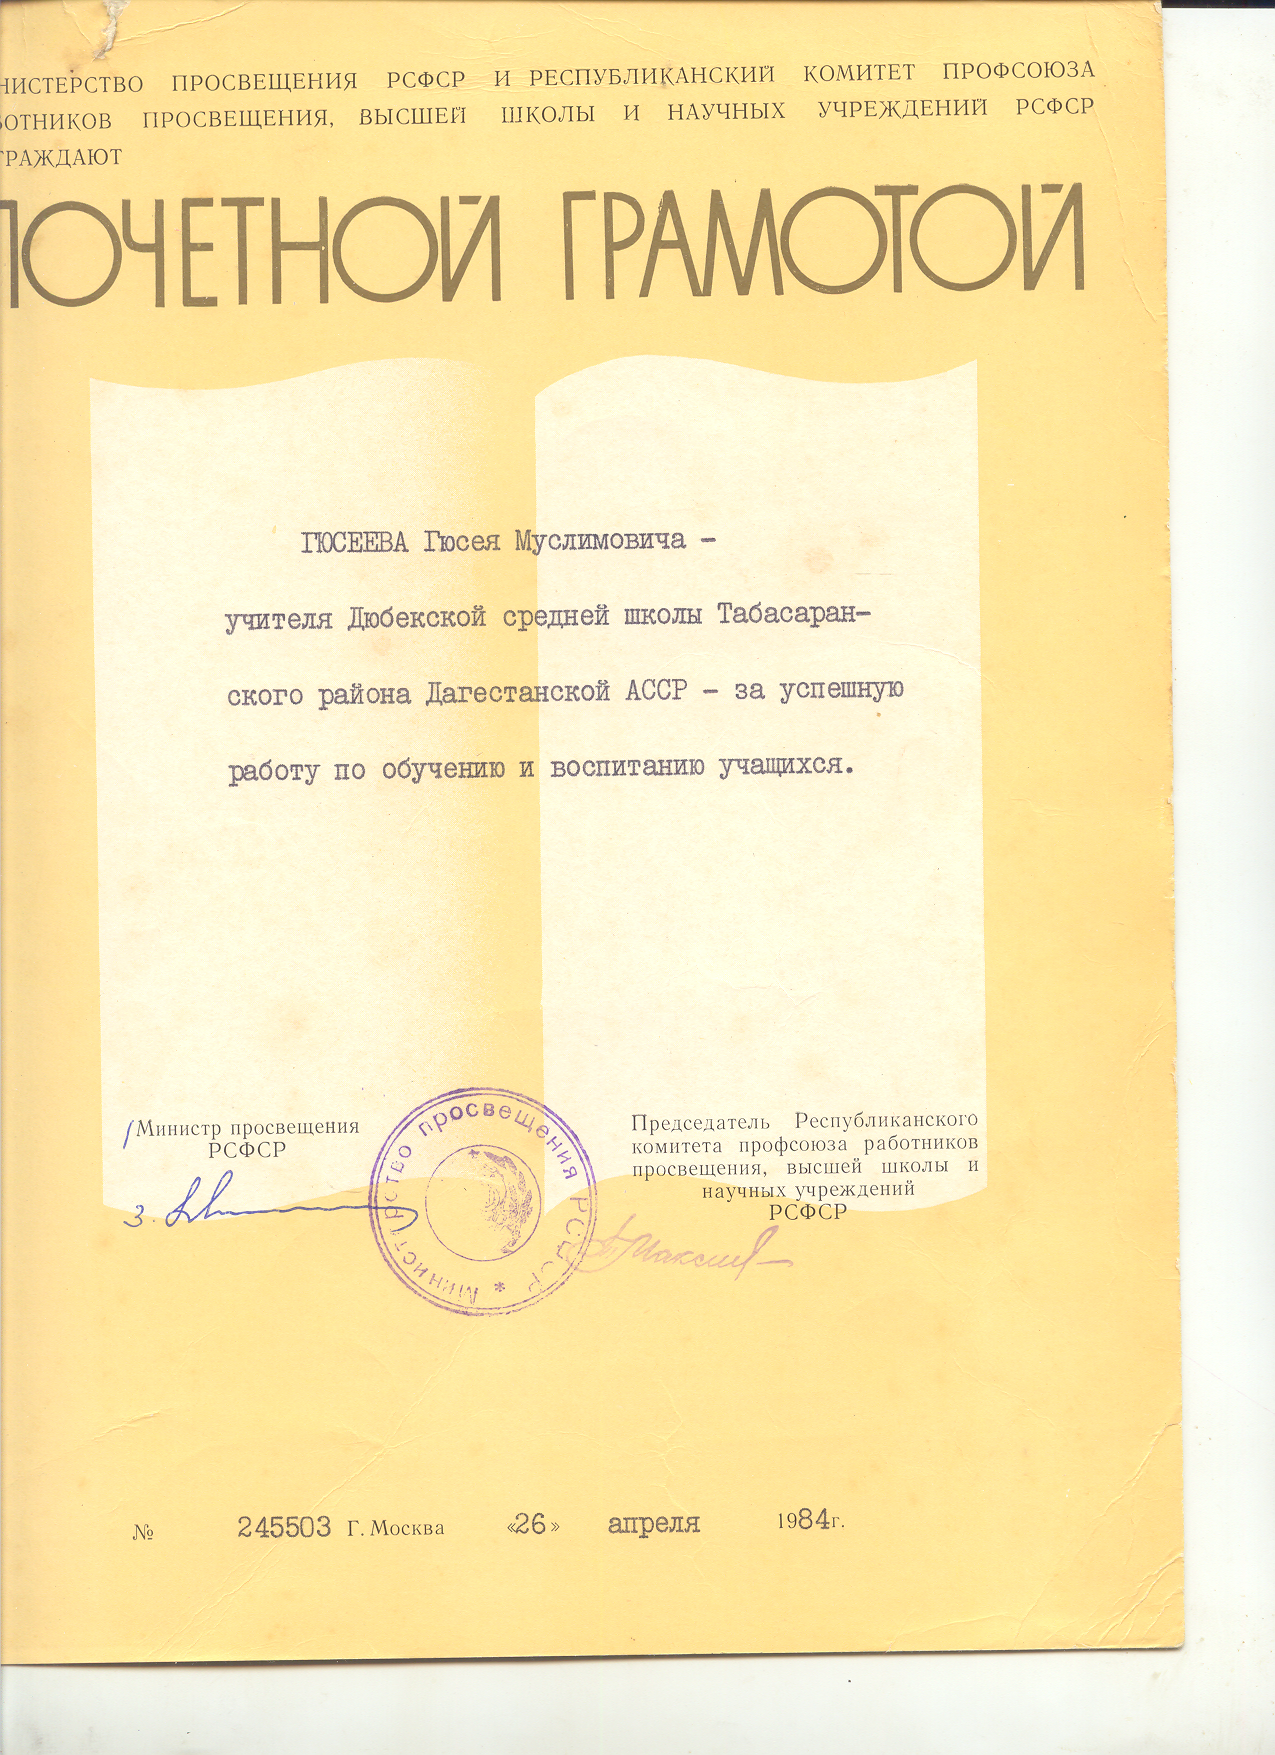 НИСТЕРСТВО ПРОСВЕЩЕНИЯ РСФСР И РЕСПУБЛИКАНСКИЙ КОМИТЕТ ПРОФСОЮЗА
БОТНИКОВ ПРОСВЕЩЕНИЯ, ВЫСШЕЙ ШКОЛЫ И НАУЧНЫХ УЧРЕЖДЕНИЙ РСФСР
ГРАЖДАЮТ
ПОЧЕТНОЙ ГРАМОТОЙ
ГЮСЕЕВА Гюсея Муслимовича –
учителя Дюбекской средней школы Табасаран-
ского района Дагестанской АССР – за успешную
работу по обучению и воспитанию учащихся.
Министр просвещения
РСФСР
Министерство просвещения РСФСР *
Председатель Республиканского
комитета профсоюза работников
просвещения, высшей школы и
научных учреждений
РСФСР
№ 245503 Г. Москва «26» апреля 1984г.